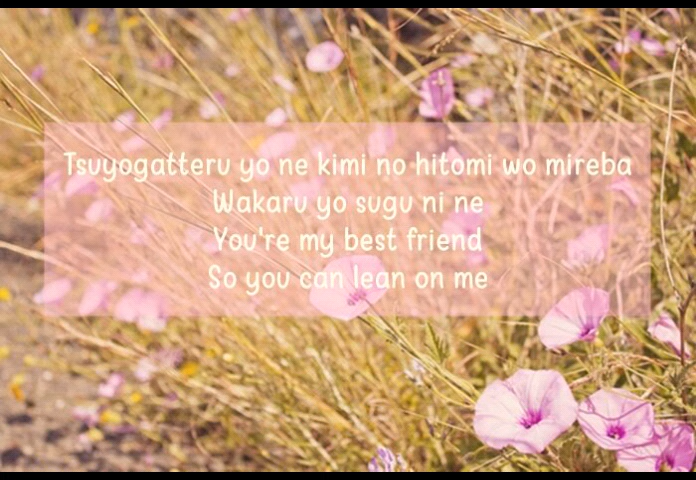 Tsuyogatteru yo ne kimi no hitomi wo mireba
Wakaru yo sugu ni ne
You're my best friend
So you can lean on me